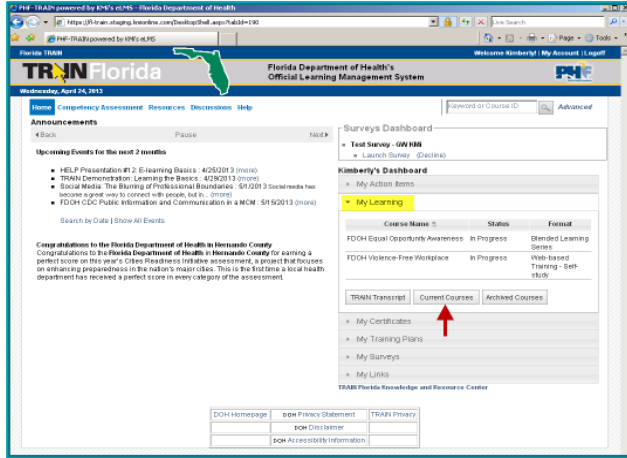 PHF-TRAIN powered by KMi's eLMS - Florida Department of Health
https://fl-train.staging.kmionline.com/DesktopShell.aspx?tabId=190
Live Search
PHF-TRAIN powered by KMi's eLMS
Page
Tools
Florida TRAIN
Welcome Kimberly! | My Account | Logoff
TRAIN Florida
Florida Department of Health's
Official Learning Management System
PHF
Wednesday, April 24, 2013
Home Competency Assessment Resources Discussions Help
Keyword or Course ID
Advanced
Announcements
Back Pause Next
Upcoming Events for the next 2 months
HELP Presentation #12: E-learning Basics : 4/25/2013 (more)
TRAIN Demonstration: Learning the Basics : 4/29/2013 (more)
Social Media: The Blurring of Professional Boundaries : 5/1/2013 Social media has
become a great way to connect with people, but in... (more)
FDOH CDC Public Information and Communication in a MCM : 5/15/2013 (more)
Search by Date | Show All Events
Congratulations to the Florida Department of Health in Hernando County
Congratulations to the Florida Department of Health in Hernando County for earning a
perfect score on this year's Cities Readiness Initiative assessment, a project that focuses
on enhancing preparedness in the nation's major cities. This is the first time a local health
department has received a perfect score in every category of the assessment.
Surveys Dashboard
Test Survey - GW KMi
Launch Survey (Decline)
Kimberly's Dashboard
My Action Items
My Learning
Course Name Status Format
FDOH Equal Opportunity Awareness In Progress Blended Learning
Series
FDOH Violence-Free Workplace In Progress Web-based
Training - Self-
study
TRAIN Transcript Current Courses Archived Courses
My Certificates
My Training Plans
My Surveys
My Links
TRAIN Florida Knowledge and Resource Center
DOH Homepage DOH Privacy Statement TRAIN Privacy
DOH Disclaimer
DOH Accessibility Information